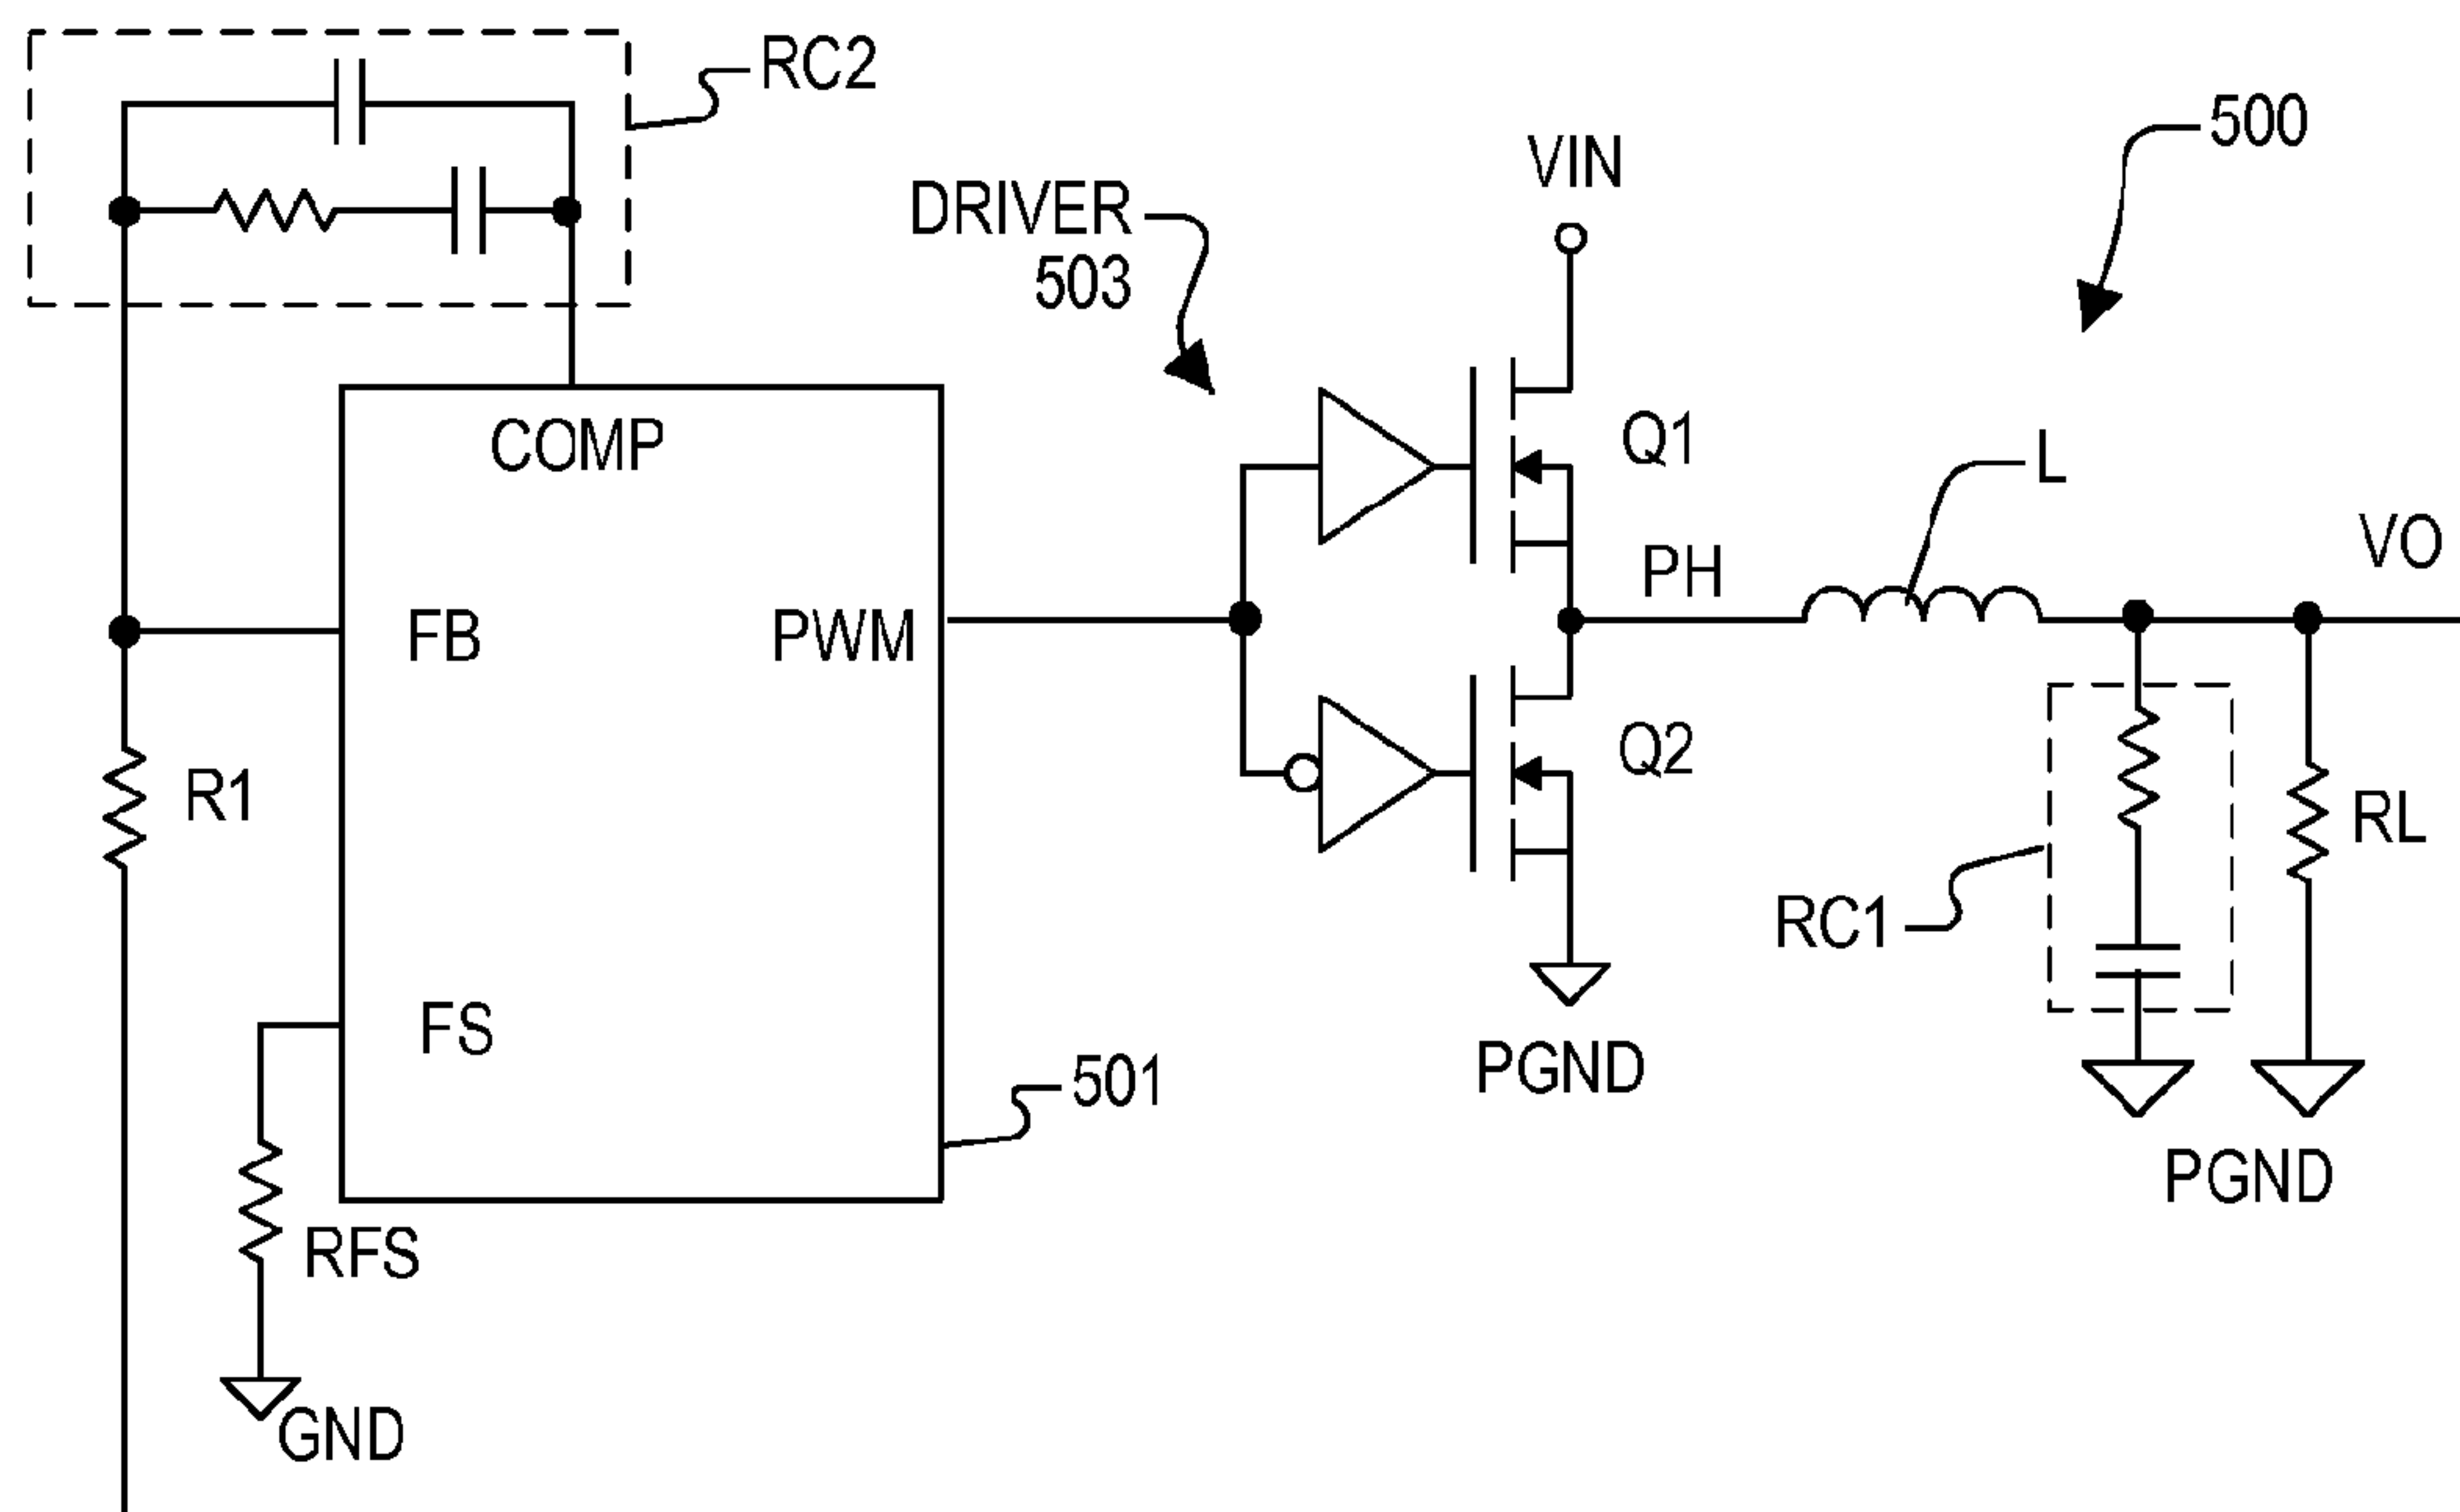 RC2
500
VIN
DRIVER
503
COMP
Q1
L
VO
PH
FB
PWM
Q2
R1
RL
RC1
FS
501
PGND
PGND
RFS
GND